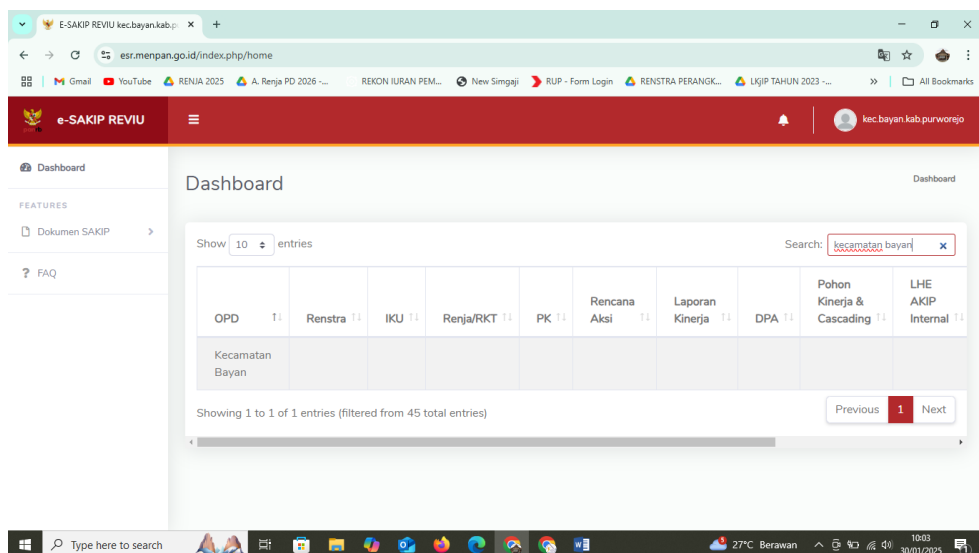 E-SAKIP REVIU kec.bayan.kab.p
esr.menpan.go.id/index.php/home
Gmail YouTube RENJA 2025 A. Renja PD 2026 -... REKON IURAN PEM... New Simgaji RUP - Form Login RENSTRA PERANGK... LKjIP TAHUN 2023 -... » All Bookmarks
e-SAKIP REVIU
kec.bayan.kab.purworejo
Dashboard
FEATURES
Dokumen SAKIP
FAQ
Dashboard
Dashboard
Show 10 entries
Search: kecamatan bayan
OPD Renstra IKU Renja/RKT PK Rencana Aksi Laporan Kinerja DPA Pohon Kinerja & Cascading LHE AKIP Internal
Kecamatan
Bayan
Showing 1 to 1 of 1 entries (filtered from 45 total entries)
Previous 1 Next
Type here to search
27°C Berawan
10:03
30/01/2025